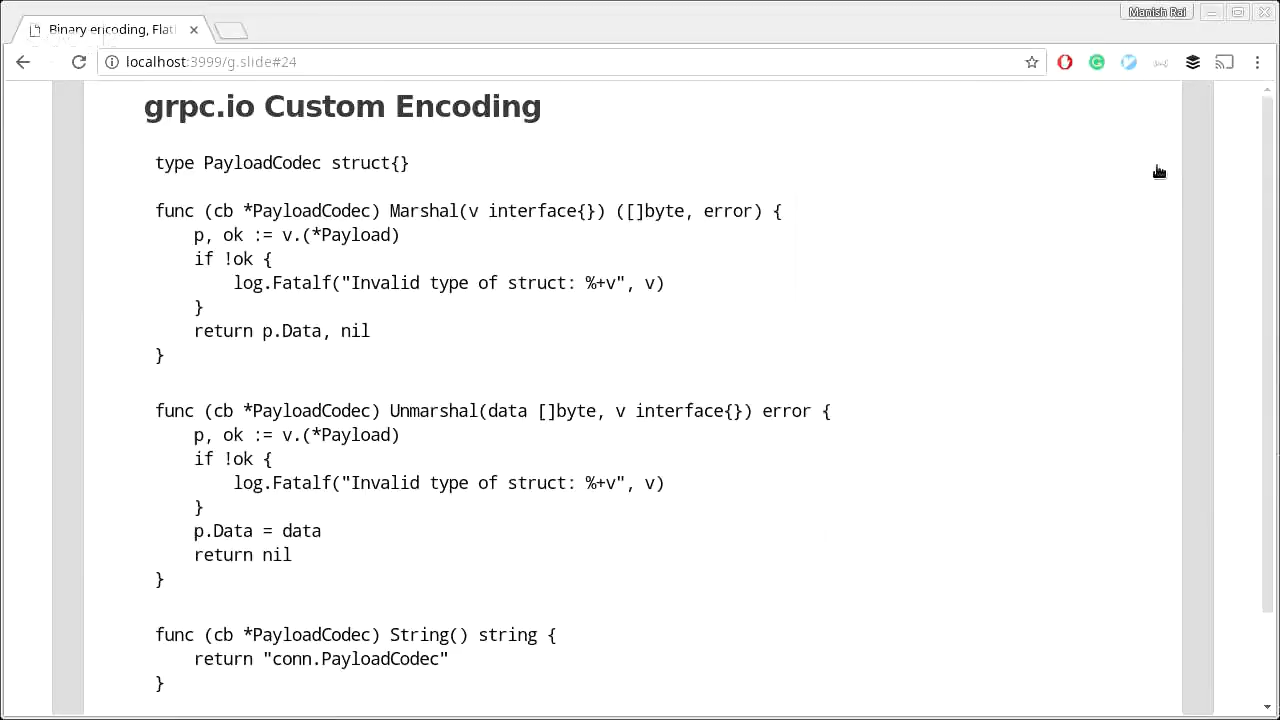 Manish Rai
Binary encoding, Flat
localhost:3999/g.slide#24
grpc.io Custom Encoding
type PayloadCodec struct{}
func (cb *PayloadCodec) Marshal(v interface{}) ([]byte, error) {
    p, ok := v.(*Payload)
    if !ok {
        log.Fatalf("Invalid type of struct: %+v", v)
    }
    return p.Data, nil
}
func (cb *PayloadCodec) Unmarshal(data []byte, v interface{}) error {
    p, ok := v.(*Payload)
    if !ok {
        log.Fatalf("Invalid type of struct: %+v", v)
    }
    p.Data = data
    return nil
}
func (cb *PayloadCodec) String() string {
    return "conn.PayloadCodec"
}